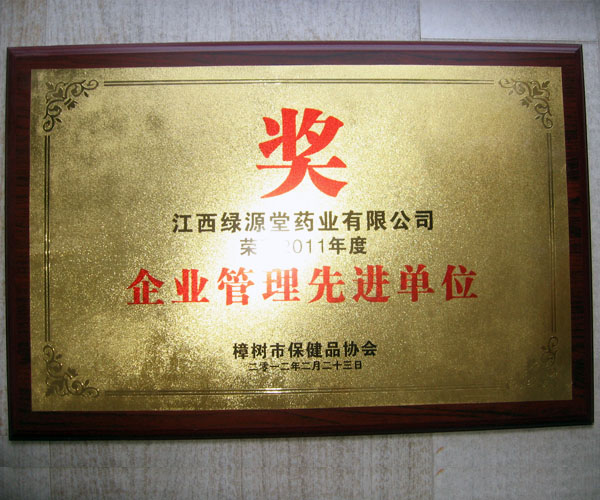 奖
江西绿源堂药业有限公司
荣 2011年度
企业管理先进单位
樟树市保健品协会
二零一二年二月二十三日